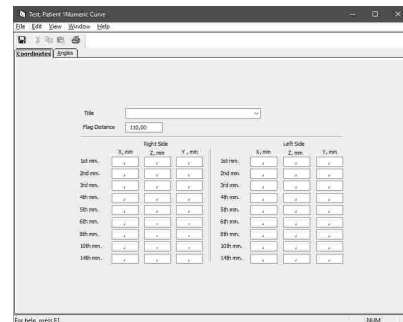 Test, Patient 1Numeric Curve
File Edit View Window Help
Coordinates Angles
Title
Flag Distance 110,00
Right Side Left Side
X, mm Z, mm Y, mm X, mm Z, mm Y, mm
1st mm. , , , 1st mm. , , ,
2nd mm. , , , 2nd mm. , , ,
3rd mm. , , , 3rd mm. , , ,
4th mm. , , , 4th mm. , , ,
5th mm. , , , 5th mm. , , ,
6th mm. , , , 6th mm. , , ,
8th mm. , , , 8th mm. , , ,
10th mm. , , , 10th mm. , , ,
14th mm. , , , 14th mm. , , ,
For help, press F1 NUM